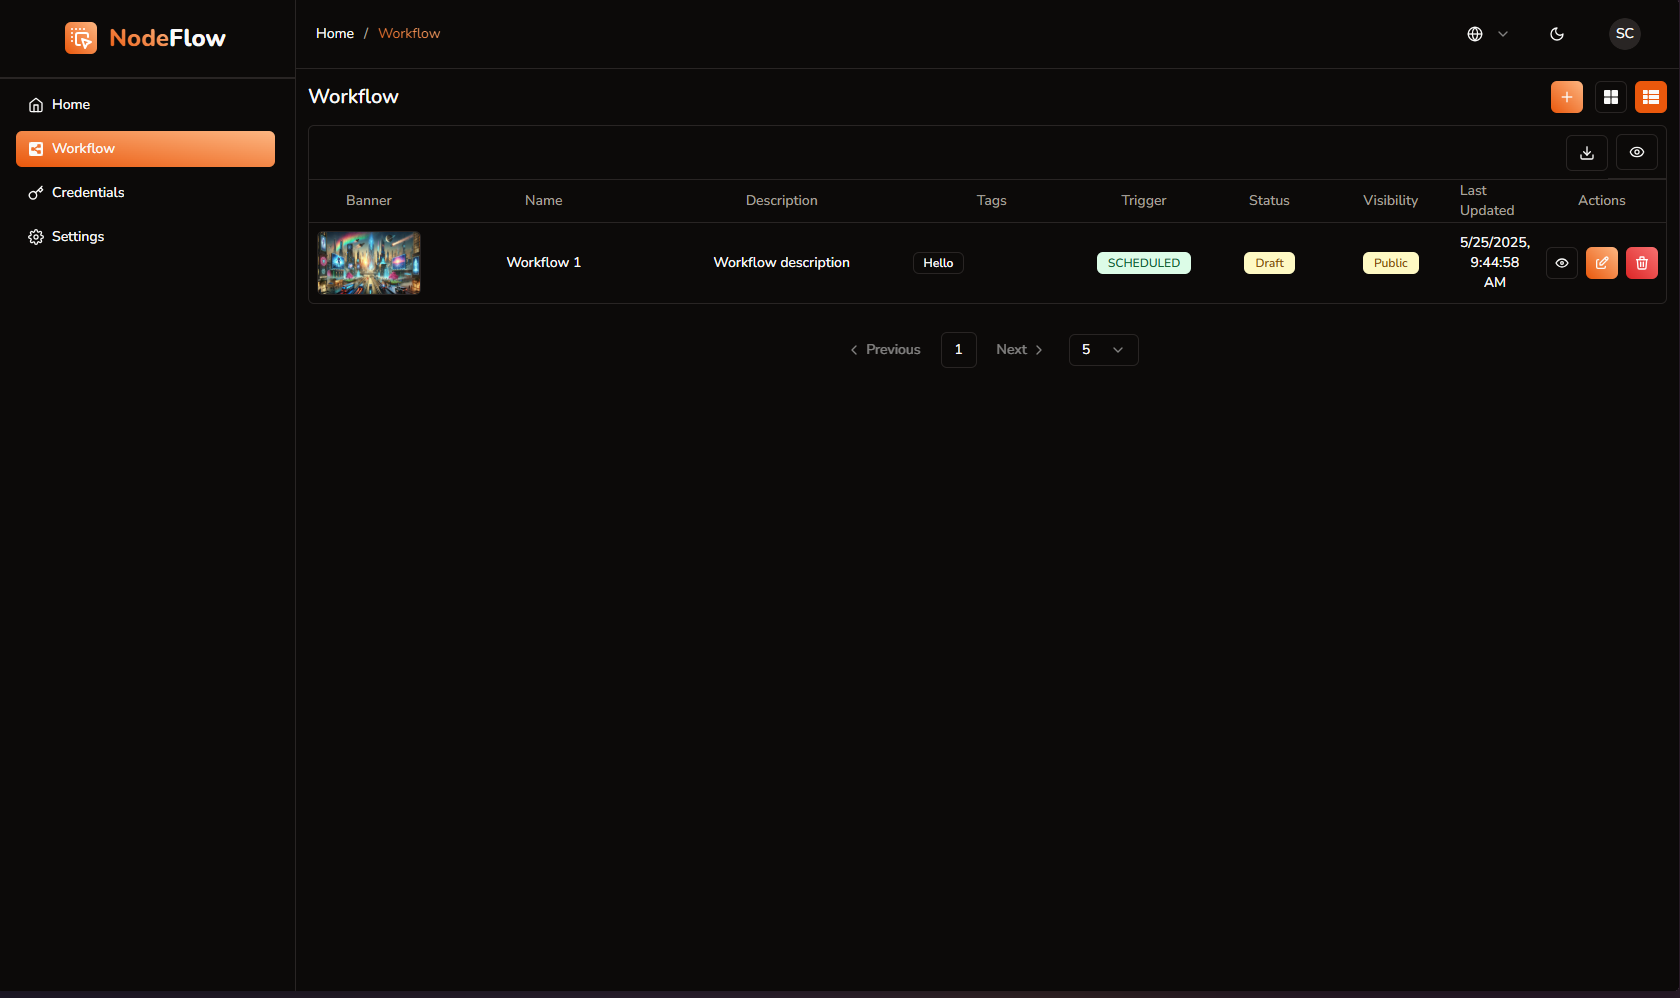 NodeFlow
Home / Workflow
SC
Home
Workflow
Credentials
Settings
Workflow
Banner Name Description Tags Trigger Status Visibility Last Updated Actions
Workflow 1 Workflow description Hello SCHEDULED Draft Public 5/25/2025, 9:44:58 AM
Previous 1 Next 5